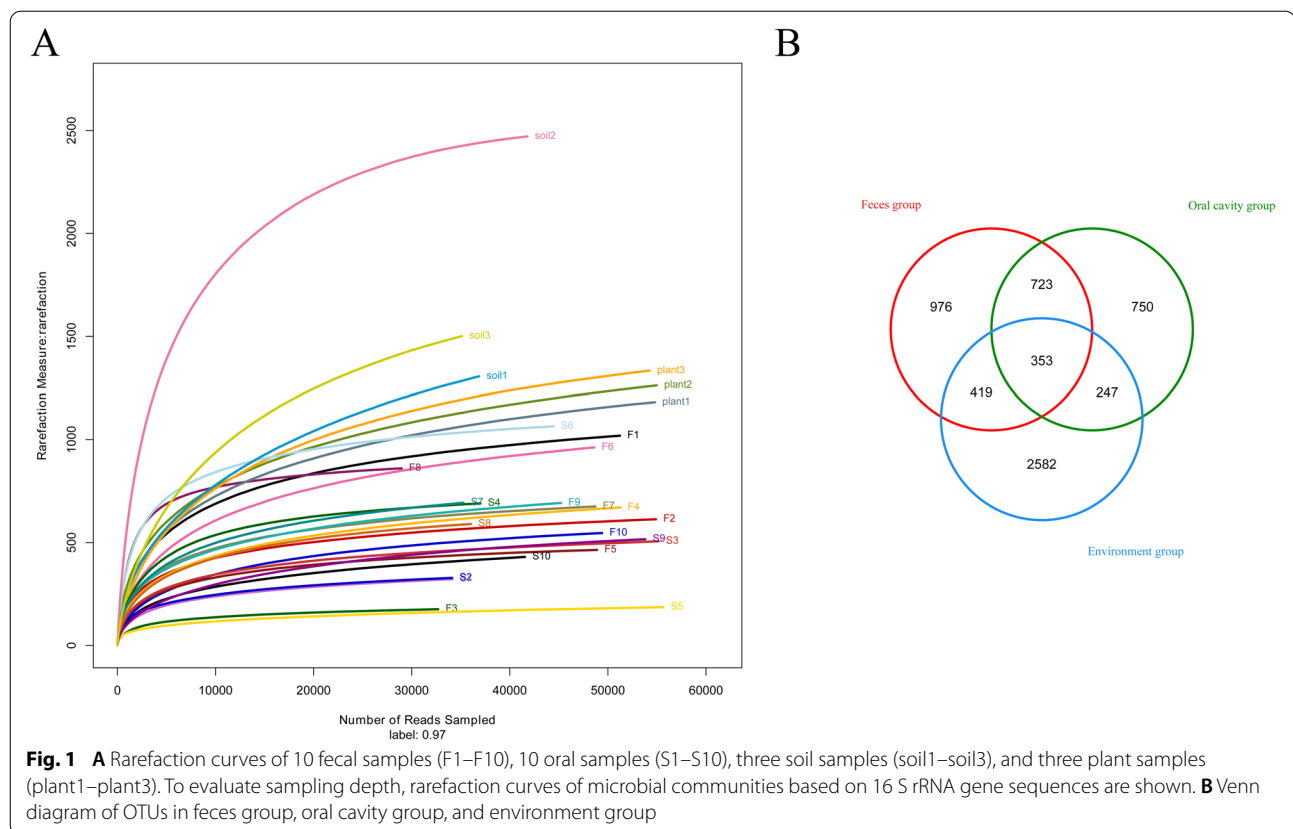 A
B
2500
2000
1500
1000
500
0
Rarefaction Measure::rarefaction
soil2
soil3
soil1
plant3
plant2
plant1
S6
F1
F6
F8
S7
S4
F9
F7
F4
S8
F2
F10
S9
S3
F5
S10
S2
F3
S5
0
10000
20000
30000
40000
50000
60000
Number of Reads Sampled
label: 0.97
Feces group
Oral cavity group
723
976
750
353
419
247
2582
Environment group
Fig. 1 A Rarefaction curves of 10 fecal samples (F1–F10), 10 oral samples (S1–S10), three soil samples (soil1–soil3), and three plant samples
(plant1–plant3). To evaluate sampling depth, rarefaction curves of microbial communities based on 16 S rRNA gene sequences are shown. B Venn
diagram of OTUs in feces group, oral cavity group, and environment group